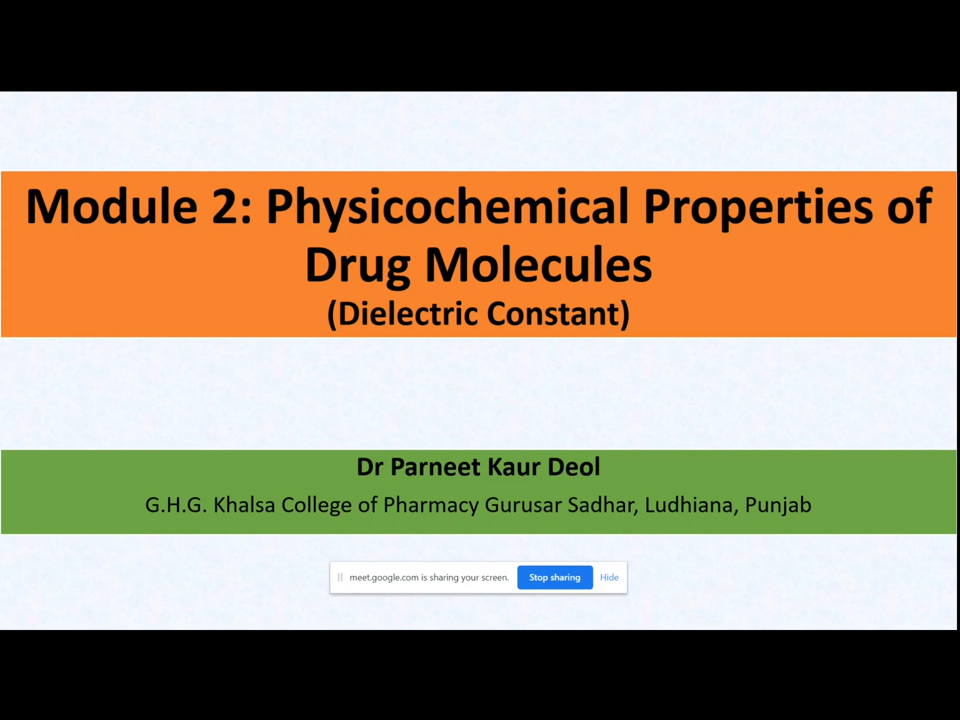 Module 2: Physicochemical Properties of
Drug Molecules
(Dielectric Constant)
Dr Parneet Kaur Deol
G.H.G. Khalsa College of Pharmacy Gurusar Sadhar, Ludhiana, Punjab
meet.google.com is sharing your screen. Stop sharing Hide